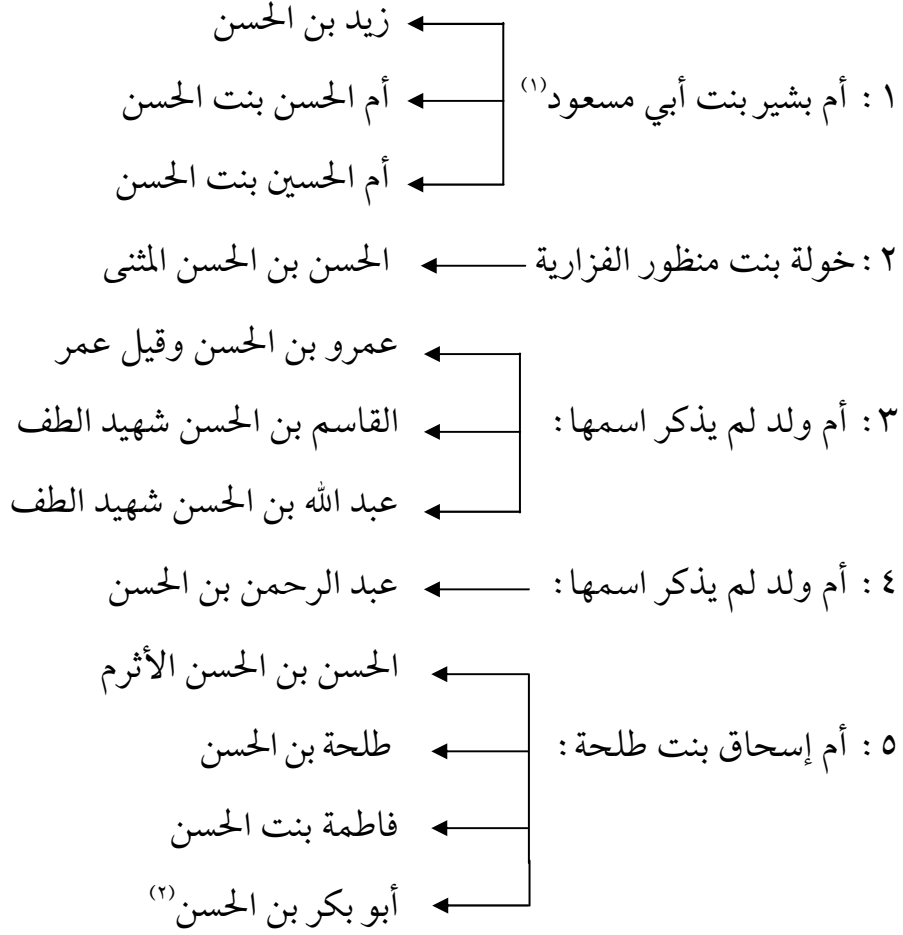 زيد بن الحسن
١ : أم بشير بنت أبي مسعود(١) أم الحسن بنت الحسن
أم الحسين بنت الحسن
٢ : خولة بنت منظور الفزارية الحسن بن الحسن المثنى
عمرو بن الحسن وقيل عمر
٣ : أم ولد لم يذكر اسمها : القاسم بن الحسن شهيد الطف
عبد الله بن الحسن شهيد الطف
٤ : أم ولد لم يذكر اسمها : عبد الرحمن بن الحسن
الحسن بن الحسن الأثرم
٥ : أم إسحاق بنت طلحة : طلحة بن الحسن
فاطمة بنت الحسن
أبو بكر بن الحسن(٢)